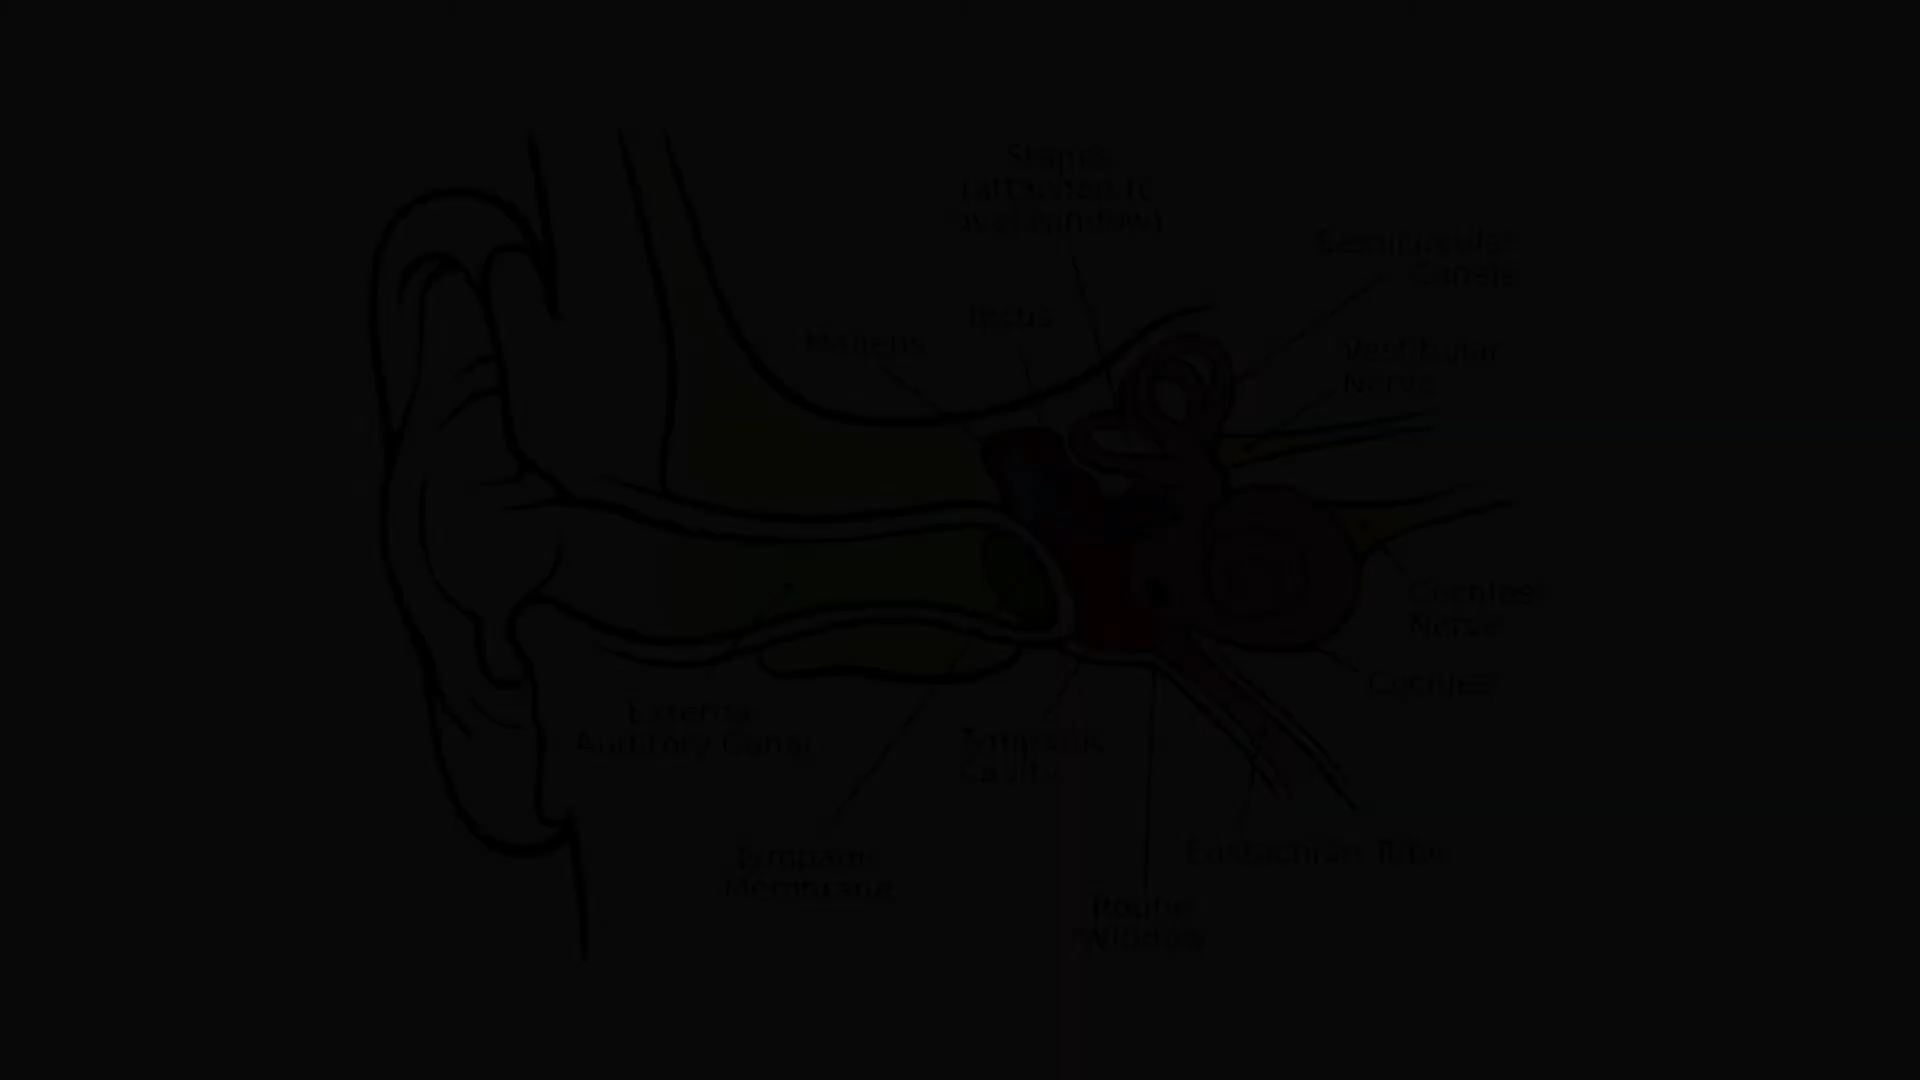 Stapes
(attached to
oval window)
Semicircular
Canals
Incus
Malleus
Vestibular
Nerve
Cochlear
Nerve
Cochlea
External
Auditory Canal
Tympanic
Cavity
Eustachian Tube
Tympanic
Membrane
Round
Window